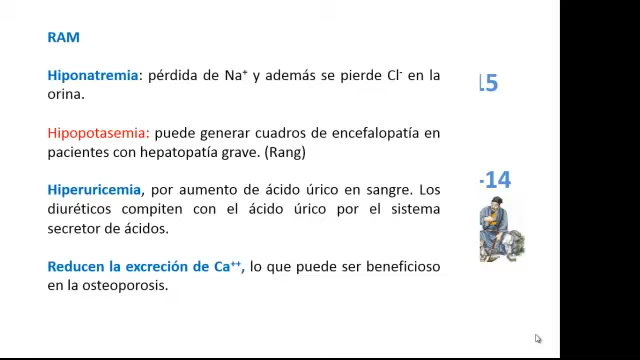 RAM
Hiponatremia: pérdida de Na⁺ y además se pierde Cl⁻ en la
orina.
Hipopotasemia: puede generar cuadros de encefalopatía en
pacientes con hepatopatía grave. (Rang)
Hiperuricemia, por aumento de ácido úrico en sangre. Los
diuréticos compiten con el ácido úrico por el sistema
secretor de ácidos.
Reducen la excreción de Ca⁺⁺, lo que puede ser beneficioso
en la osteoporosis.
15
-14